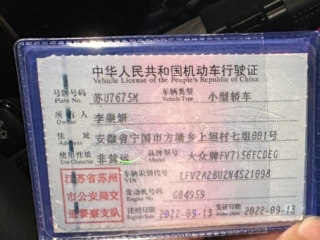 中华人民共和国机动车行驶证
Vehicle License of the People's Republic of China
号牌号码 苏U7675M 车辆类型 小型轿车
Plate No. Vehicle Type
所有人 李崇妍
Owner
住址 安徽省宁国市方塘乡上坦村七组001号
Address
使用性质 非营运 品牌型号 大众牌FV7156FCDEG
Use Character Model
江苏省苏州 车辆识别代号 LFV2A2BU2N4521098
VIN
市公安局交 发动机号码 G04959
Engine No.
通警察支队 注册日期 2022-09-13 发证日期 2022-09-13
Register Date Issue Date